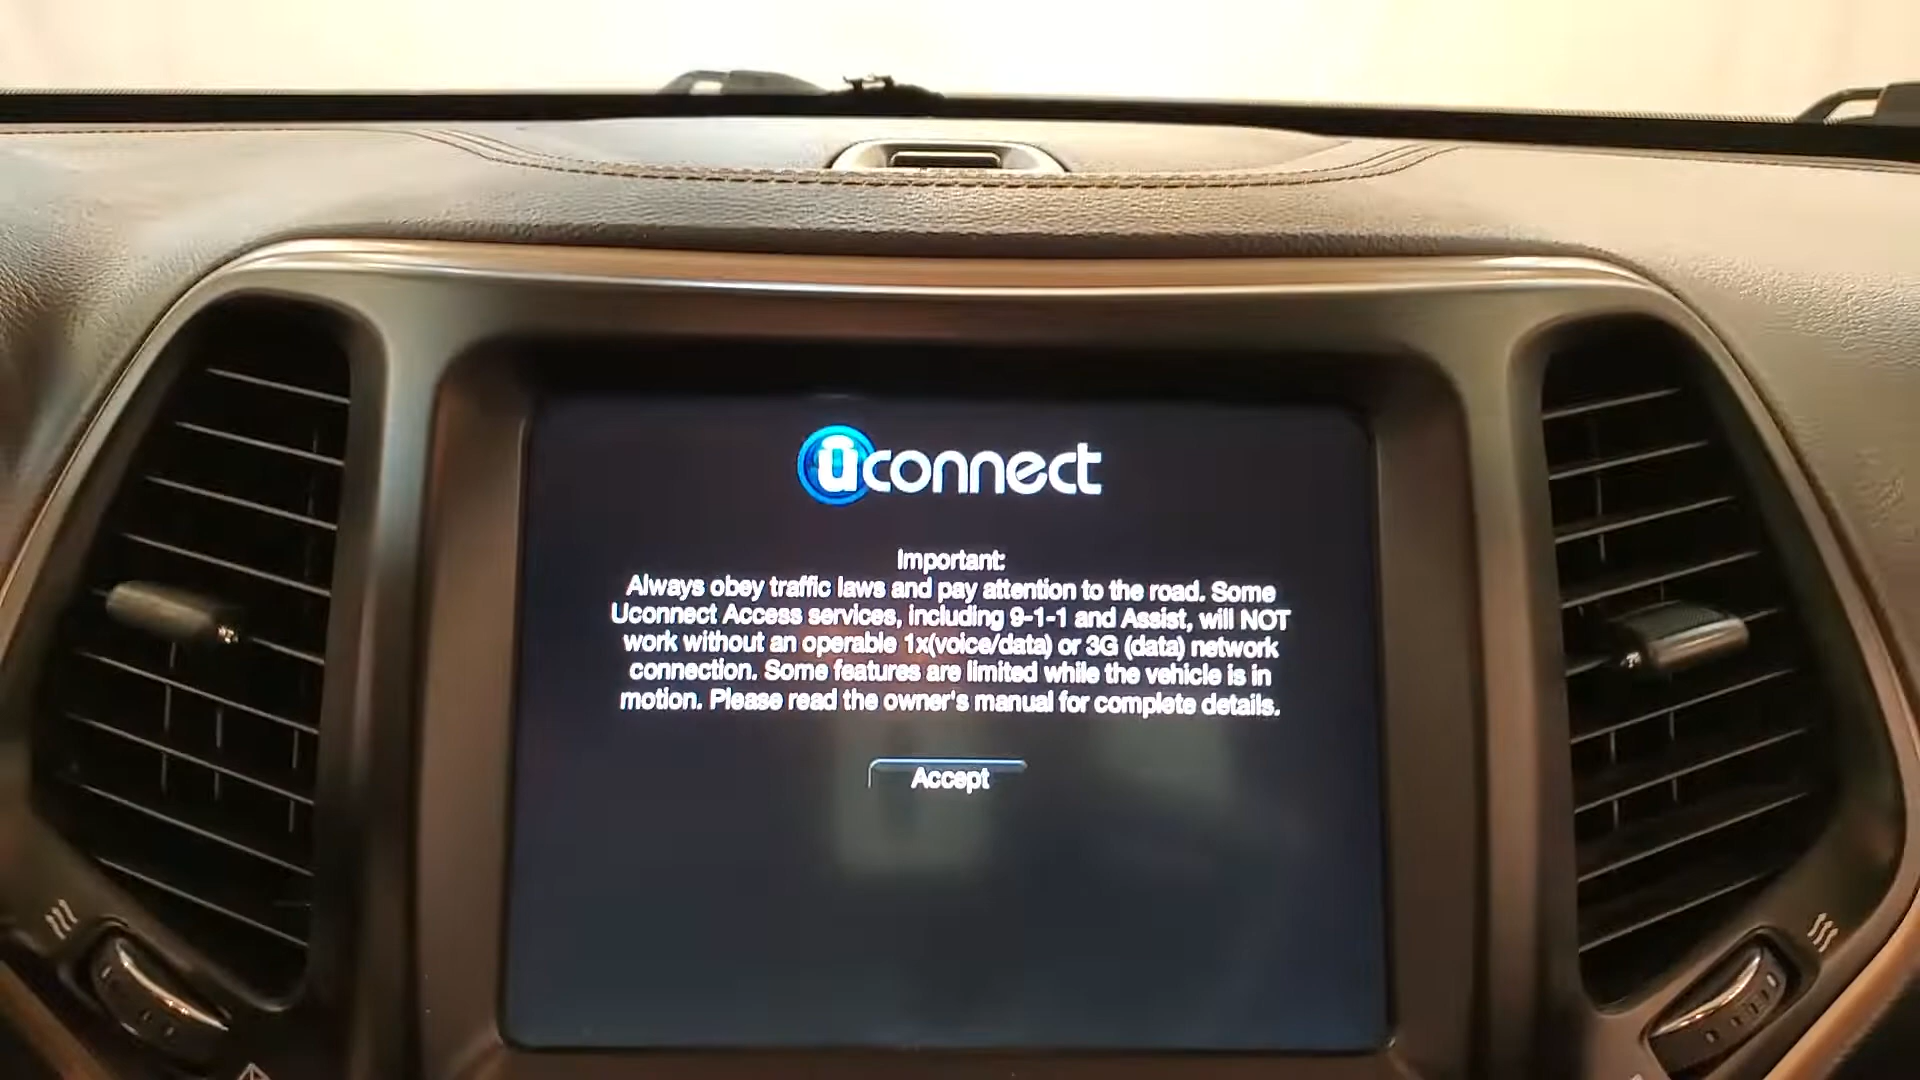 uconnect
Important:
Always obey traffic laws and pay attention to the road. Some
Uconnect Access services, including 9-1-1 and Assist, will NOT
work without an operable 1x(voice/data) or 3G (data) network
connection. Some features are limited while the vehicle is in
motion. Please read the owner's manual for complete details.
Accept